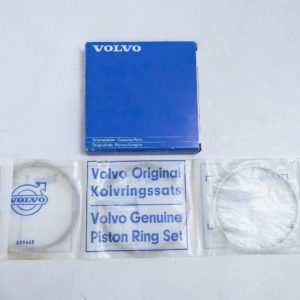 VOLVO
Volvo Original
Kolvringssats
Volvo Genuine
Piston Ring Set
VOLVO